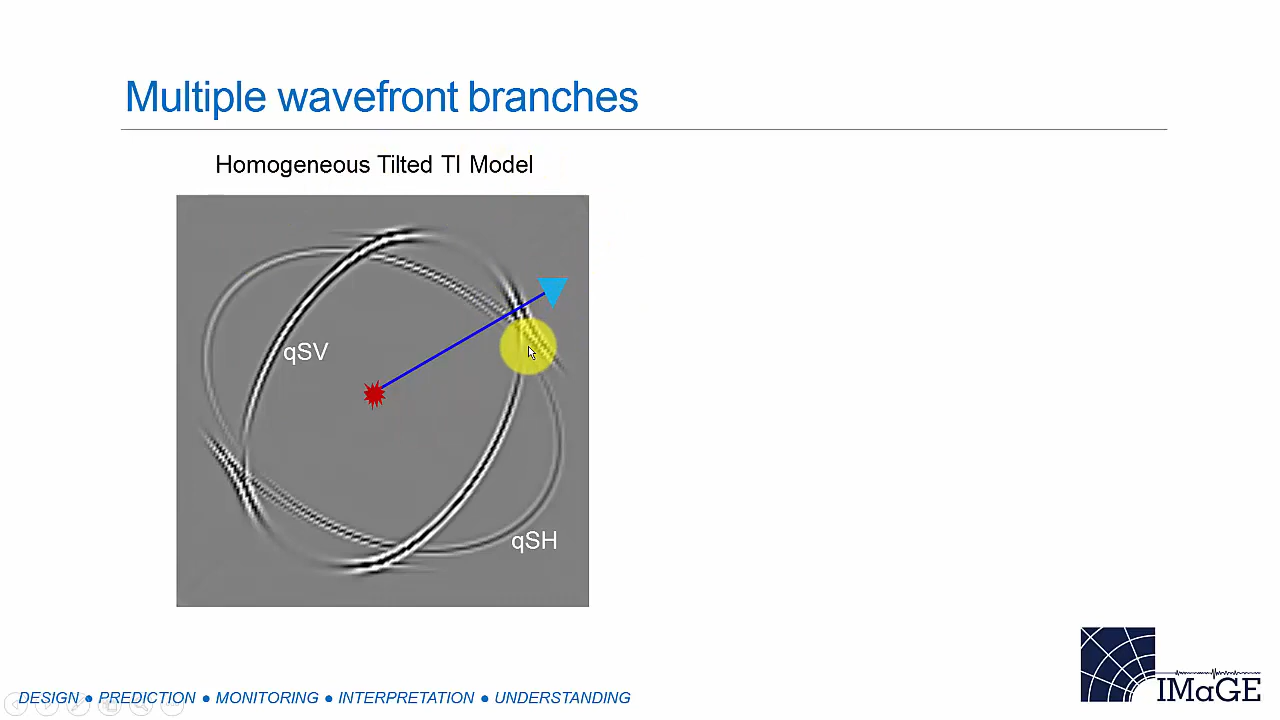 Multiple wavefront branches
Homogeneous Tilted TI Model
qSV
qSH
IMaGE
DESIGN ● PREDICTION ● MONITORING ● INTERPRETATION ● UNDERSTANDING